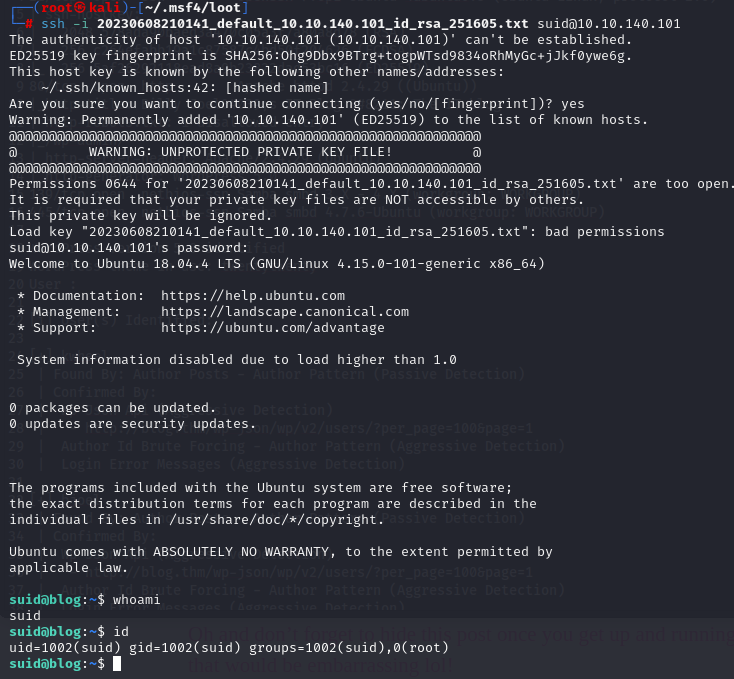 ┌──(root㉿kali)-[~/.msf4/loot]
└─# ssh -i 20230608210141_default_10.10.140.101_id_rsa_251605.txt suid@10.10.140.101
The authenticity of host '10.10.140.101 (10.10.140.101)' can't be established.
ED25519 key fingerprint is SHA256:Ohg9Dbx9BTrg+togpWTsd9834oRhMyGc+jJkf0ywe6g.
This host key is known by the following other names/addresses:
    ~/.ssh/known_hosts:42: [hashed name]
Are you sure you want to continue connecting (yes/no/[fingerprint])? yes
Warning: Permanently added '10.10.140.101' (ED25519) to the list of known hosts.
@@@@@@@@@@@@@@@@@@@@@@@@@@@@@@@@@@@@@@@@@@@@@@@@@@@@@@@@@@@
@         WARNING: UNPROTECTED PRIVATE KEY FILE!          @
@@@@@@@@@@@@@@@@@@@@@@@@@@@@@@@@@@@@@@@@@@@@@@@@@@@@@@@@@@@
Permissions 0644 for '20230608210141_default_10.10.140.101_id_rsa_251605.txt' are too open.
It is required that your private key files are NOT accessible by others.
This private key will be ignored.
Load key "20230608210141_default_10.10.140.101_id_rsa_251605.txt": bad permissions
suid@10.10.140.101's password:
Welcome to Ubuntu 18.04.4 LTS (GNU/Linux 4.15.0-101-generic x86_64)
 * Documentation:  https://help.ubuntu.com
 * Management:     https://landscape.canonical.com
 * Support:        https://ubuntu.com/advantage
 System information disabled due to load higher than 1.0
0 packages can be updated.
0 updates are security updates.
The programs included with the Ubuntu system are free software;
the exact distribution terms for each program are described in the
individual files in /usr/share/doc/*/copyright.
Ubuntu comes with ABSOLUTELY NO WARRANTY, to the extent permitted by
applicable law.
suid@blog:~$ whoami
suid
suid@blog:~$ id
uid=1002(suid) gid=1002(suid) groups=1002(suid),0(root)
suid@blog:~$